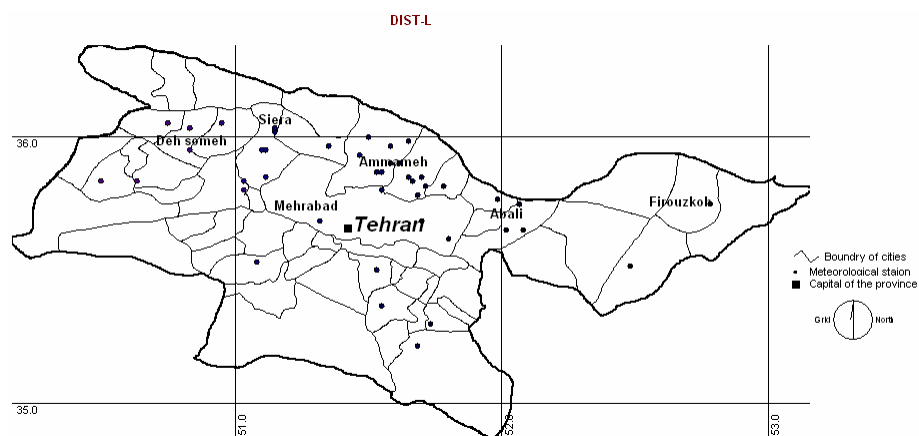 DIST-L
36.0
Siera
Deh someh
Ammameh
Mehrabad
Tehran
Abali
Firouzkoh
Boundry of cities
Meteorological staion
Capital of the province
Grid
North
35.0
51.0
52.0
53.0